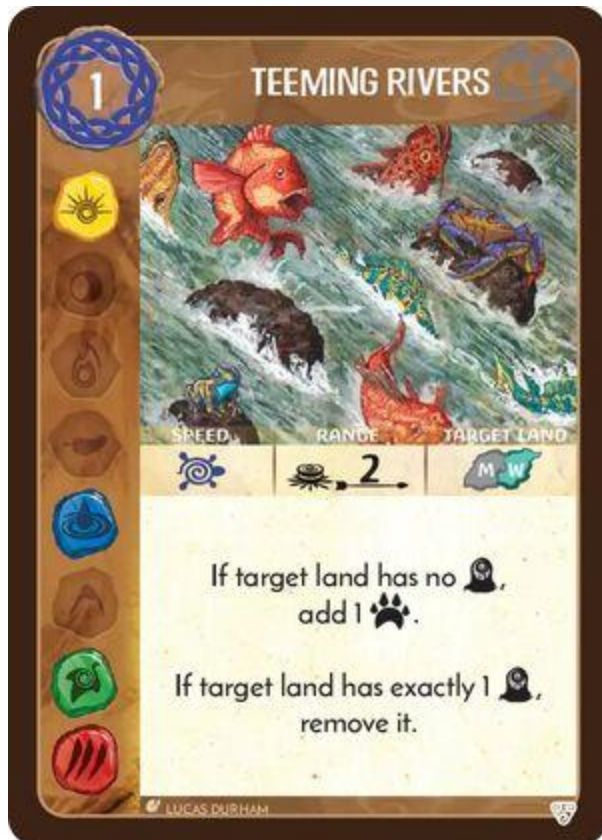 1
TEEMING RIVERS
SPEED
RANGE
TARGET LAND
2
M W
If target land has no ,
add 1 .
If target land has exactly 1 ,
remove it.
LUCAS DURHAM